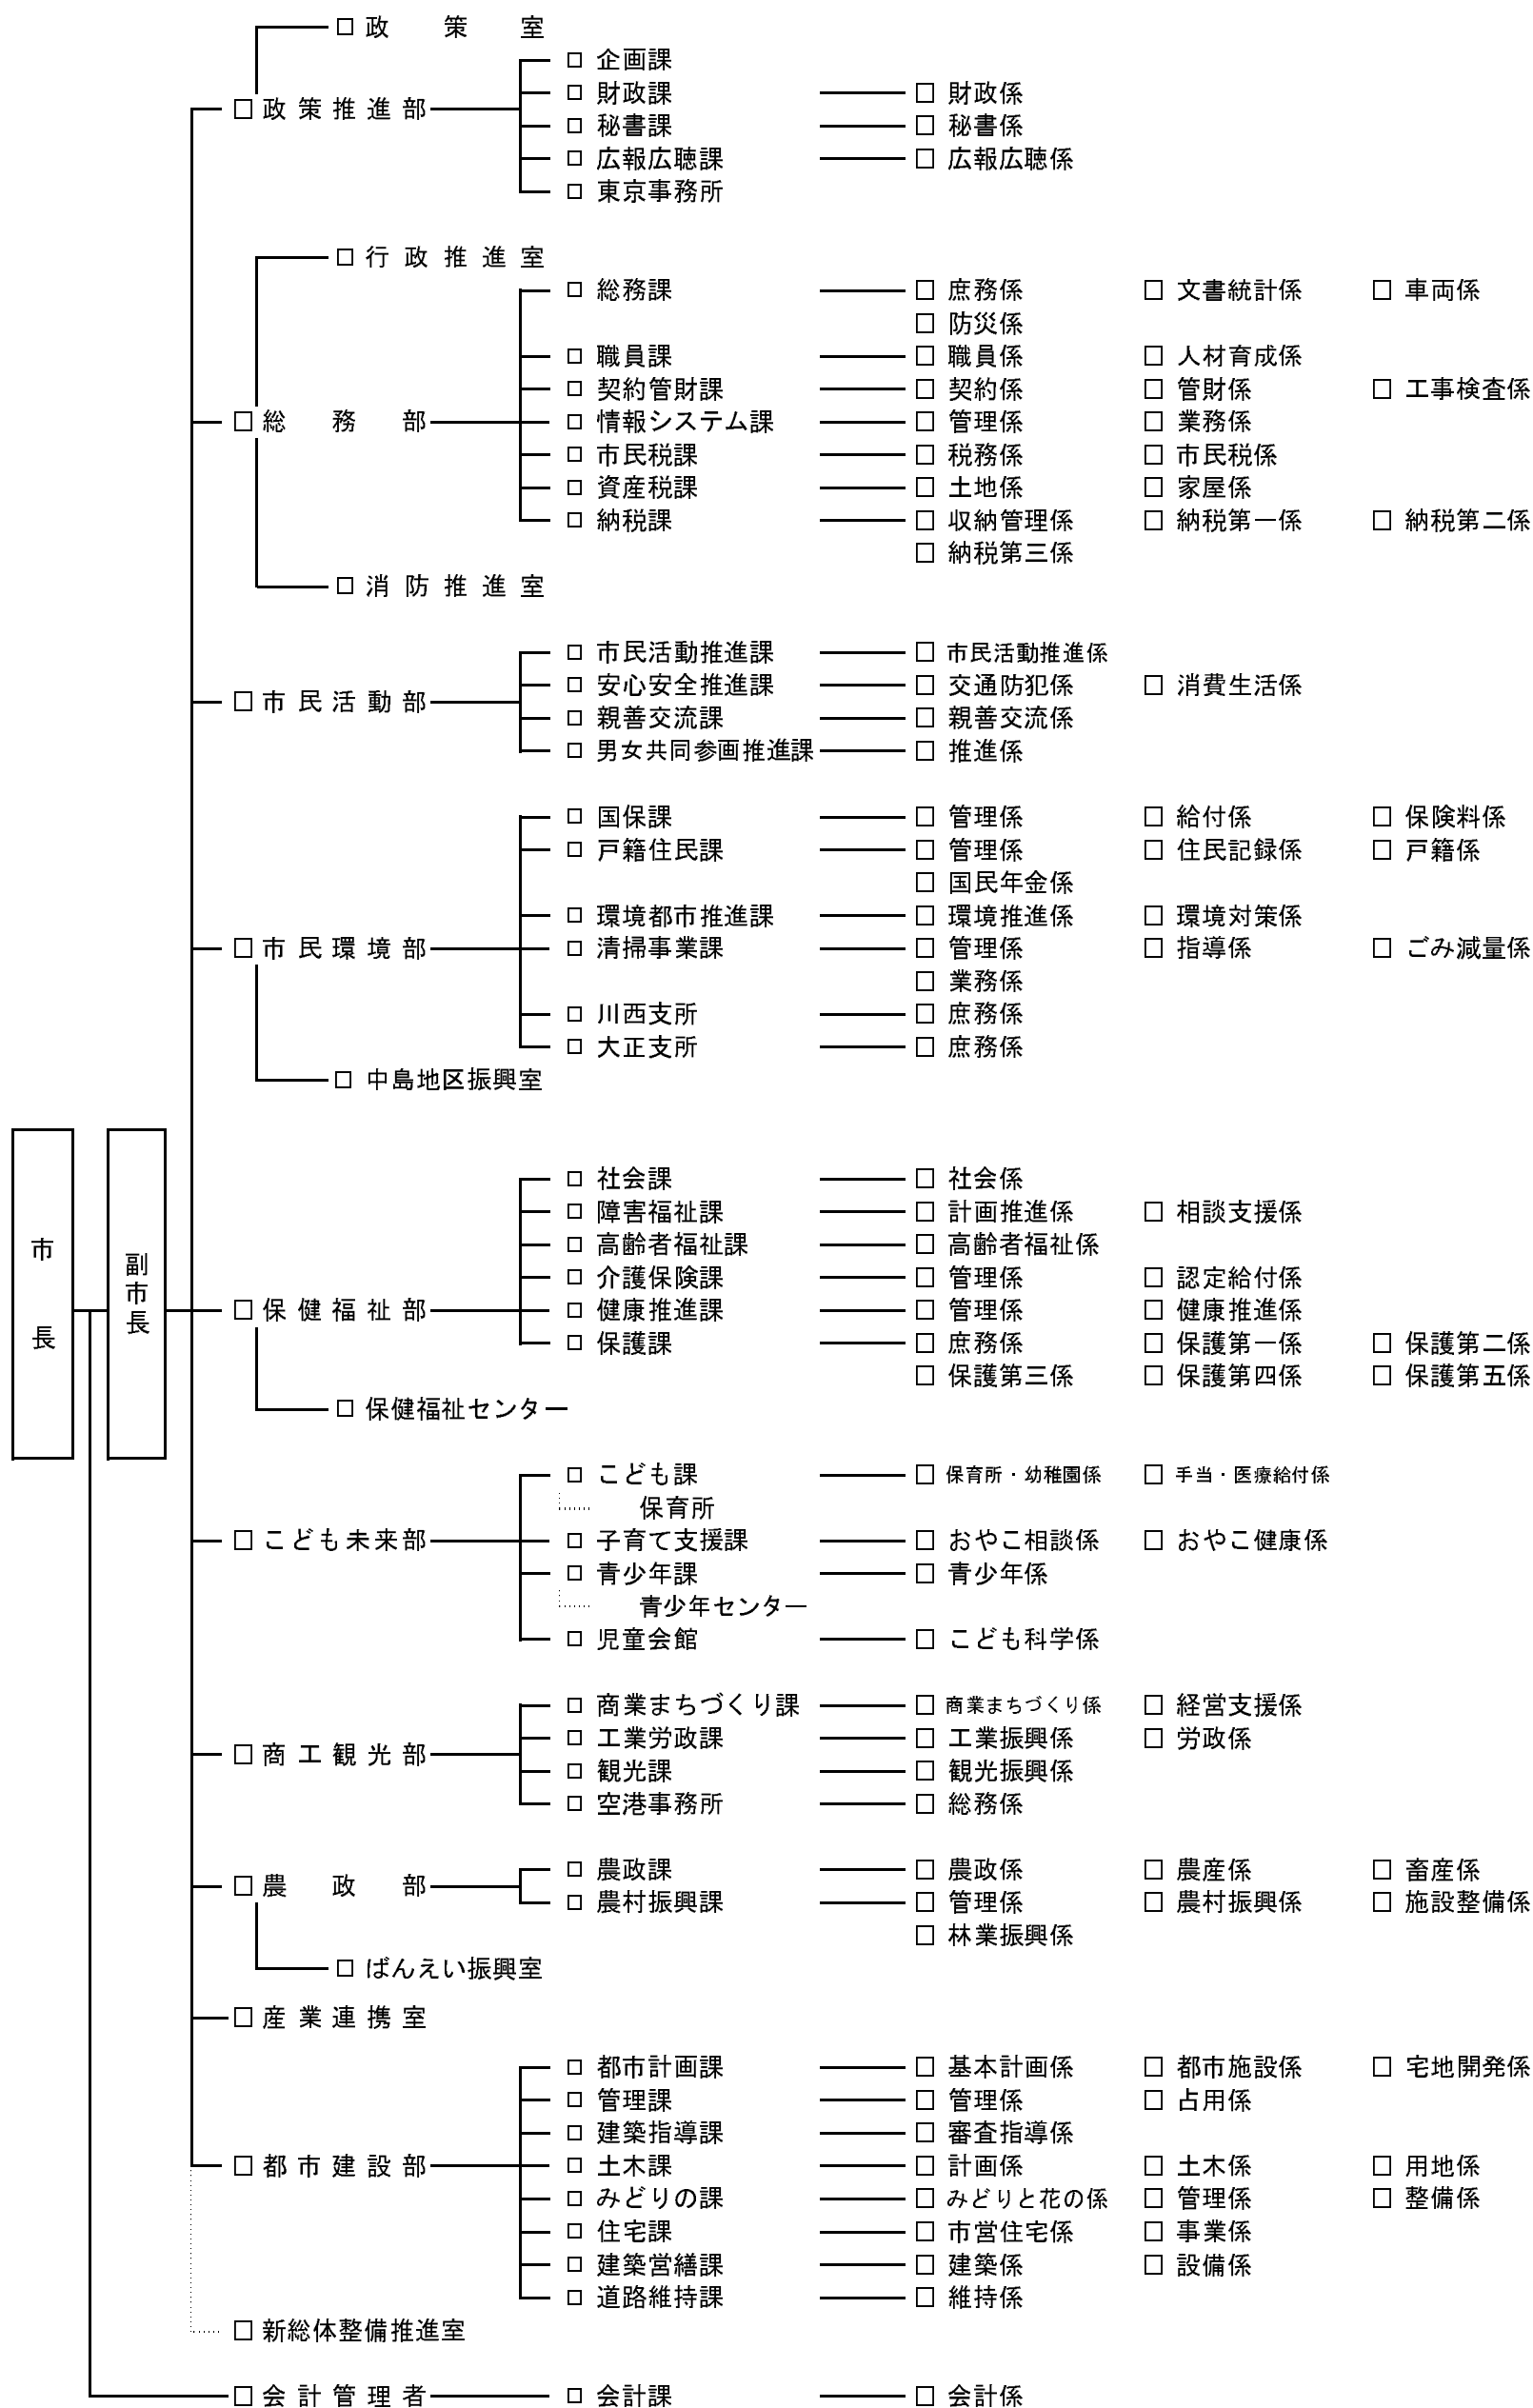 □ 政策室
□ 企画課
□ 財政課 □ 財政係
□ 政策推進部
□ 秘書課 □ 秘書係
□ 広報広聴課 □ 広報広聴係
□ 東京事務所
□ 行政推進室
□ 総務課 □ 庶務係 □ 文書統計係 □ 車両係
□ 防災係
□ 職員課 □ 職員係 □ 人材育成係
□ 契約管財課 □ 契約係 □ 管財係 □ 工事検査係
□ 総務部 □ 情報システム課 □ 管理係 □ 業務係
□ 市民税課 □ 税務係 □ 市民税係
□ 資産税課 □ 土地係 □ 家屋係
□ 納税課 □ 収納管理係 □ 納税第一係 □ 納税第二係
□ 納税第三係
□ 消防推進室
□ 市民活動推進課 □ 市民活動推進係
□ 安心安全推進課 □ 交通防犯係 □ 消費生活係
□ 市民活動部
□ 親善交流課 □ 親善交流係
□ 男女共同参画推進課 □ 推進係
□ 国保課 □ 管理係 □ 給付係 □ 保険料係
□ 戸籍住民課 □ 管理係 □ 住民記録係 □ 戸籍係
□ 国民年金係
□ 環境都市推進課 □ 環境推進係 □ 環境対策係
□ 市民環境部 □ 清掃事業課 □ 管理係 □ 指導係 □ ごみ減量係
□ 業務係
□ 川西支所 □ 庶務係
□ 大正支所 □ 庶務係
□ 中島地区振興室
市長
副市長
□ 社会課 □ 社会係
□ 障害福祉課 □ 計画推進係 □ 相談支援係
□ 高齢者福祉課 □ 高齢者福祉係
□ 介護保険課 □ 管理係 □ 認定給付係
□ 保健福祉部 □ 健康推進課 □ 管理係 □ 健康推進係
□ 保護課 □ 庶務係 □ 保護第一係 □ 保護第二係
□ 保護第三係 □ 保護第四係 □ 保護第五係
□ 保健福祉センター
□ こども課 □ 保育所・幼稚園係 □ 手当・医療給付係
保育所
□ こども未来部 □ 子育て支援課 □ おやこ相談係 □ おやこ健康係
□ 青少年課 □ 青少年係
青少年センター
□ 児童会館 □ こども科学係
□ 商業まちづくり課 □ 商業まちづくり係 □ 経営支援係
□ 工業労政課 □ 工業振興係 □ 労政係
□ 商工観光部
□ 観光課 □ 観光振興係
□ 空港事務所 □ 総務係
□ 農政課 □ 農政係 □ 農産係 □ 畜産係
□ 農政部
□ 農村振興課 □ 管理係 □ 農村振興係 □ 施設整備係
□ 林業振興係
□ ばんえい振興室
□ 産業連携室
□ 都市計画課 □ 基本計画係 □ 都市施設係 □ 宅地開発係
□ 管理課 □ 管理係 □ 占用係
□ 建築指導課 □ 審査指導係
□ 都市建設部 □ 土木課 □ 計画係 □ 土木係 □ 用地係
□ みどりの課 □ みどりと花の係 □ 管理係 □ 整備係
□ 住宅課 □ 市営住宅係 □ 事業係
□ 建築営繕課 □ 建築係 □ 設備係
□ 道路維持課 □ 維持係
□ 新総体整備推進室
□ 会計管理者 □ 会計課 □ 会計係